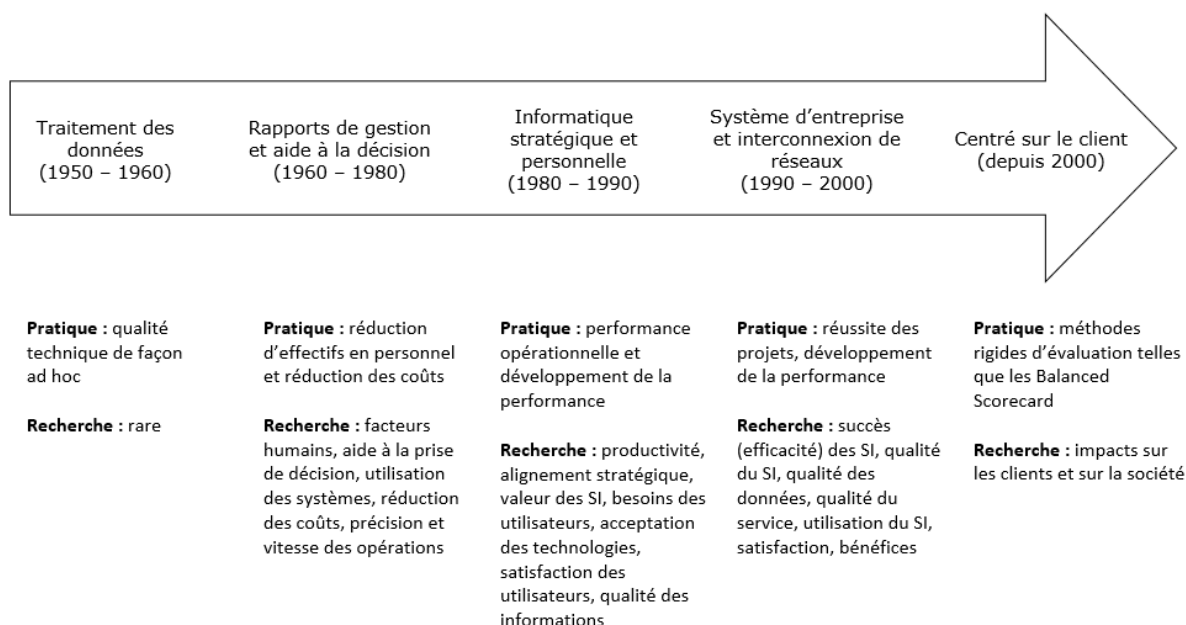 Traitement des
données
(1950 – 1960)
Rapports de gestion
et aide à la décision
(1960 – 1980)
Informatique
stratégique et
personnelle
(1980 – 1990)
Système d’entreprise
et interconnexion de
réseaux
(1990 – 2000)
Centré sur le client
(depuis 2000)
Pratique : qualité
technique de façon
ad hoc
Recherche : rare
Pratique : réduction
d’effectifs en personnel
et réduction des coûts
Recherche : facteurs
humains, aide à la prise
de décision, utilisation
des systèmes, réduction
des coûts, précision et
vitesse des opérations
Pratique : performance
opérationnelle et
développement de la
performance
Recherche : productivité,
alignement stratégique,
valeur des SI, besoins des
utilisateurs, acceptation
des technologies,
satisfaction des
utilisateurs, qualité des
informations
Pratique : réussite des
projets, développement
de la performance
Recherche : succès
(efficacité) des SI, qualité
du SI, qualité des
données, qualité du
service, utilisation du SI,
satisfaction, bénéfices
Pratique : méthodes
rigides d’évaluation telles
que les Balanced
Scorecard
Recherche : impacts sur
les clients et sur la société